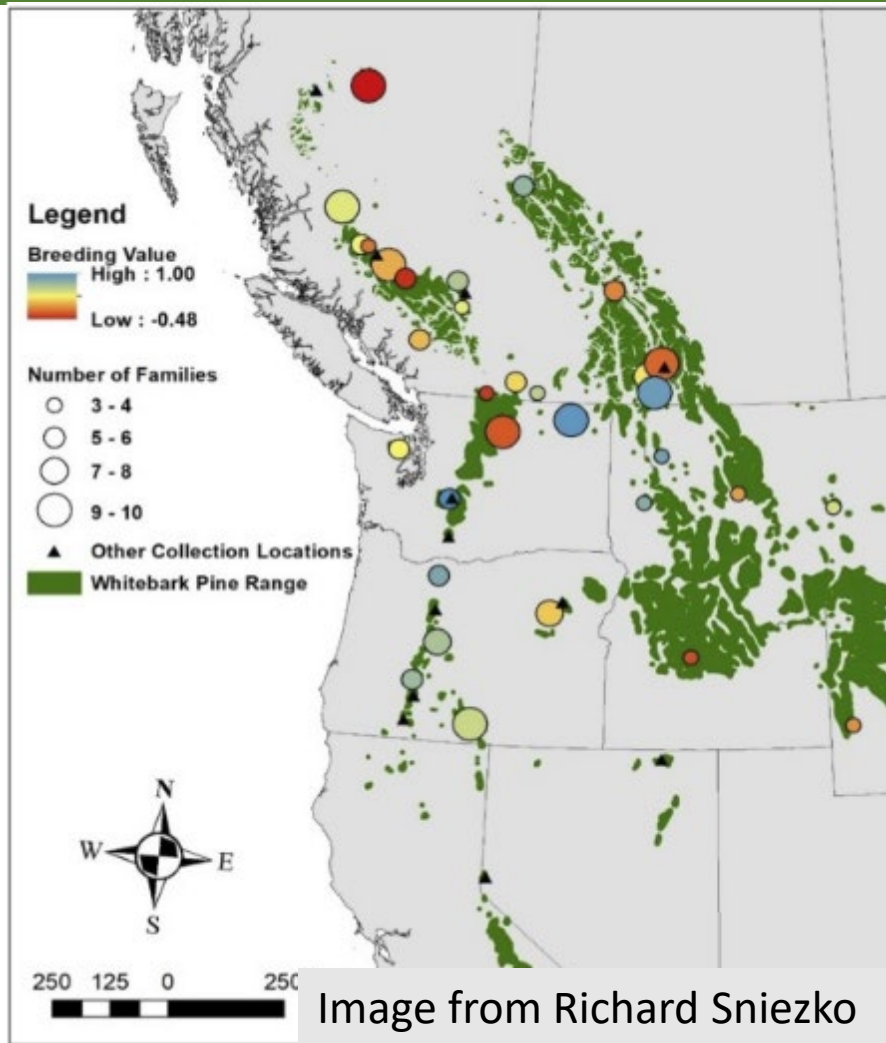 Legend
Breeding Value
High : 1.00
Low : -0.48
Number of Families
3 - 4
5 - 6
7 - 8
9 - 10
Other Collection Locations
Whitebark Pine Range
N
W E
S
250 125 0 250
Image from Richard Sniezko